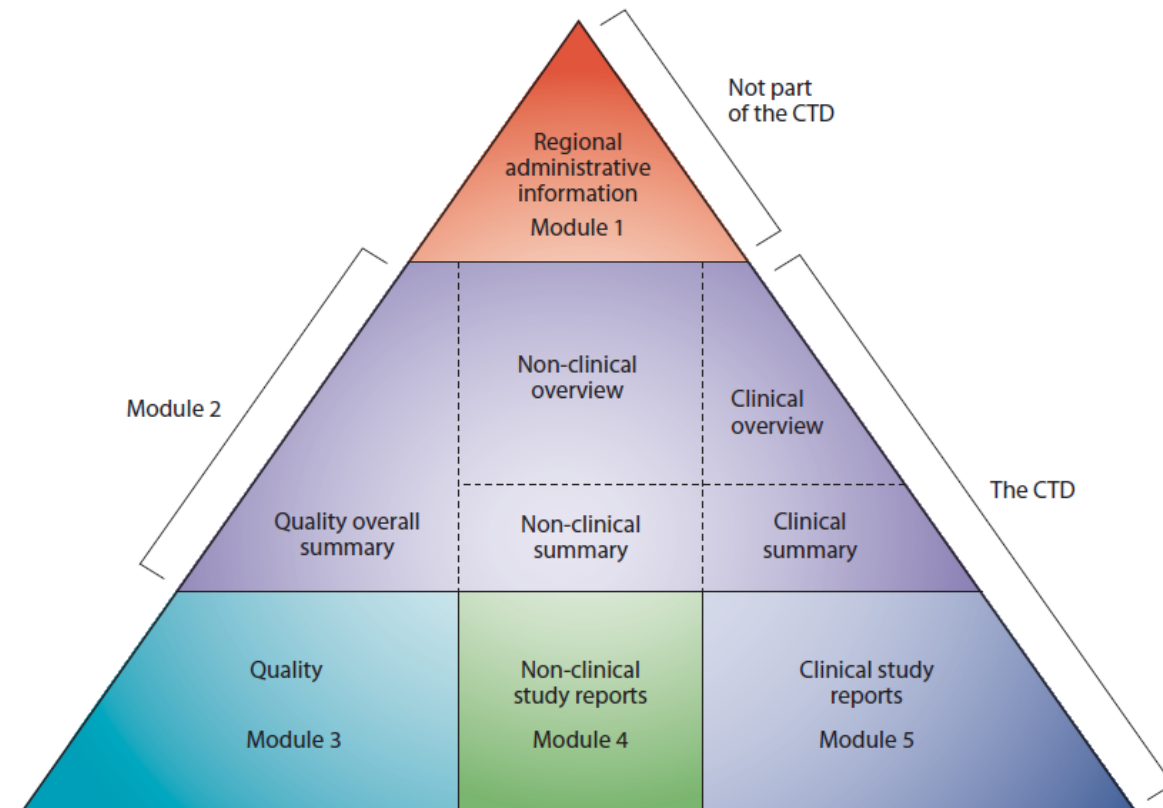 Not part
of the CTD
Regional
administrative
information
Module 1
Module 2
Non-clinical
overview
Clinical
overview
The CTD
Quality overall
summary
Non-clinical
summary
Clinical
summary
Quality
Module 3
Non-clinical
study reports
Module 4
Clinical study
reports
Module 5